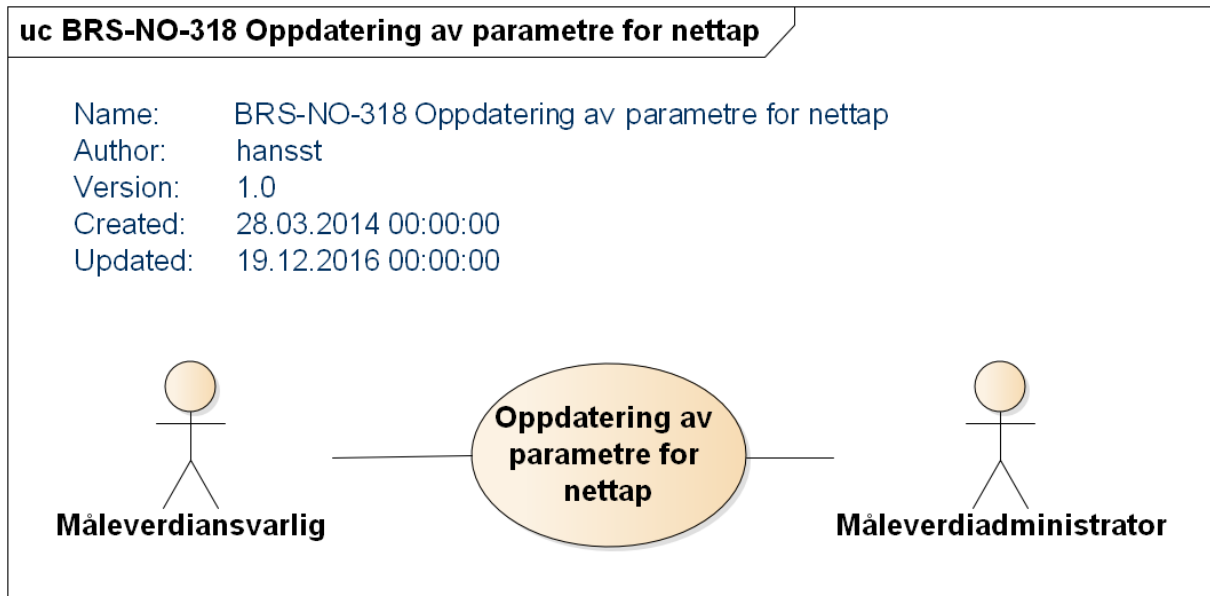 uc BRS-NO-318 Oppdatering av parametre for nettap
Name: BRS-NO-318 Oppdatering av parametre for nettap
Author: hansst
Version: 1.0
Created: 28.03.2014 00:00:00
Updated: 19.12.2016 00:00:00
Oppdatering av
parametre for
nettap
Måleverdiansvarlig
Måleverdiadministrator